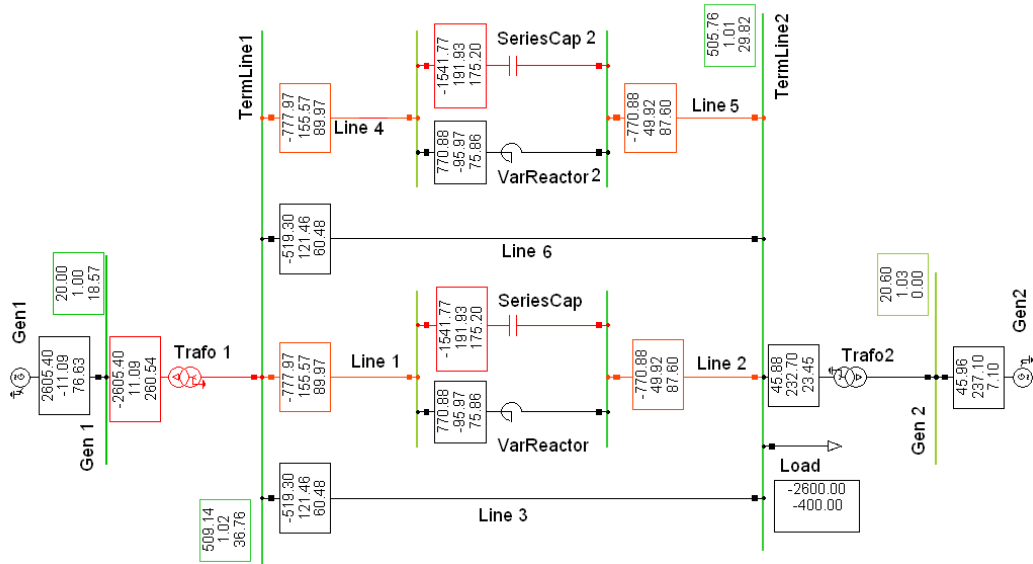 SeriesCap 2
-1541.77
191.93
175.20
505.76
1.01
29.82
TermLine1
TermLine2
-777.97
155.57
89.97
Line 4
-770.88
49.92
87.60
Line 5
770.88
-95.97
75.86
VarReactor 2
-519.30
121.46
60.48
Line 6
20.00
1.00
18.57
20.60
1.03
0.00
Gen1
2605.40
-11.09
76.63
Gen 1
-2605.40
11.09
260.54
Trafo 1
SeriesCap
-1541.77
191.93
175.20
-777.97
155.57
89.97
Line 1
-770.88
49.92
87.60
Line 2
45.88
232.70
23.45
Trafo2
Gen2
45.96
237.10
7.10
Gen 2
770.88
-95.97
75.86
VarReactor
Load
-2600.00
-400.00
509.14
1.02
36.76
-519.30
121.46
60.48
Line 3